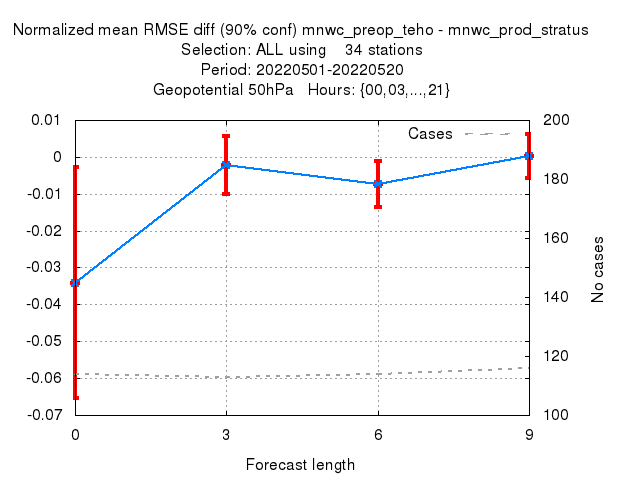 Normalized mean RMSE diff (90% conf) mnwc_preop_teho - mnwc_prod_stratus
Selection: ALL using    34 stations
Period: 20220501-20220520
Geopotential 50hPa   Hours: {00,03,...,21}
0.01
0
-0.01
-0.02
-0.03
-0.04
-0.05
-0.06
-0.07
Cases
200
180
160
140
120
100
No cases
0
3
6
9
Forecast length